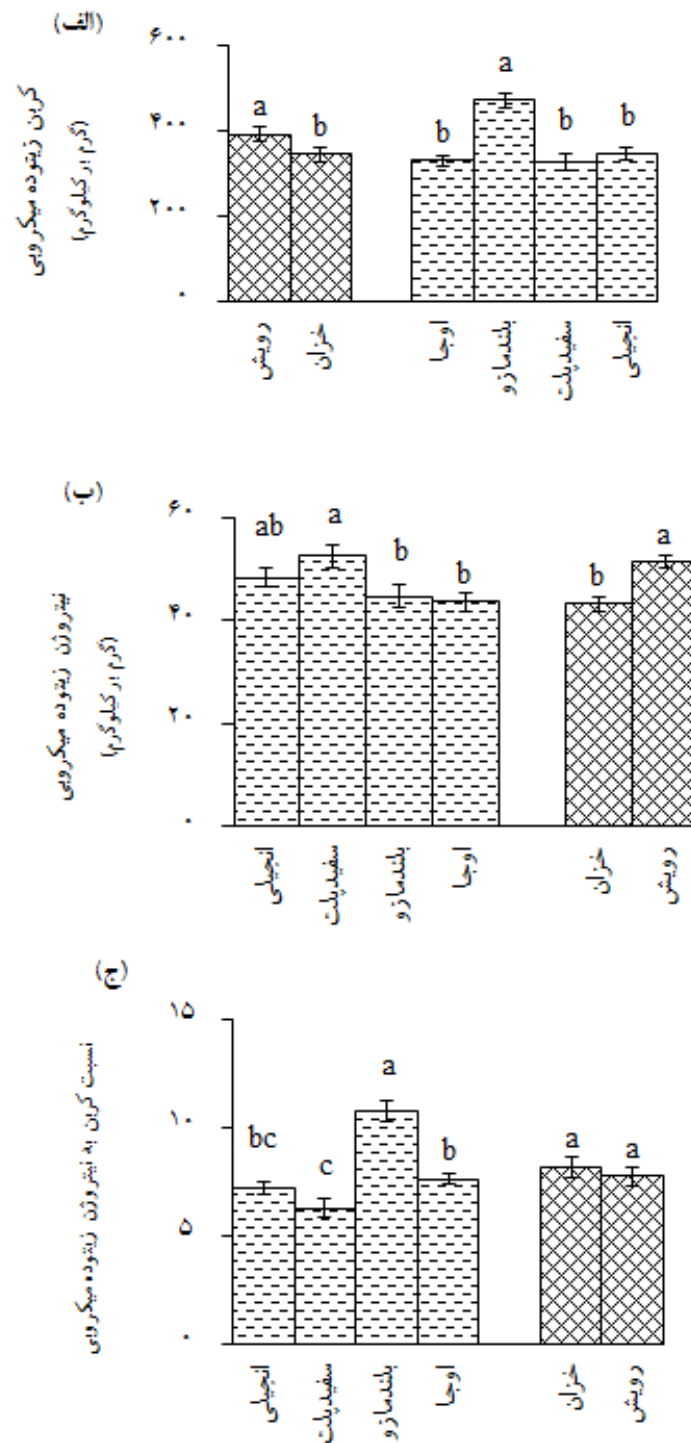 (الف)
کربن زیتوده میکروبی
(گرم بر کیلوگرم)
۶۰۰
۴۰۰
۲۰۰
۰
a
b
b
a
b
b
رویش
خزان
اوجا
بلندمازو
سفیدپلت
انجیلی
(ب)
نیتروژن زیتوده میکروبی
(گرم بر کیلوگرم)
۶۰
۴۰
۲۰
۰
ab
a
b
b
b
a
انجیلی
سفیدپلت
بلندمازو
اوجا
خزان
رویش
(ج)
نسبت کربن به نیتروژن زیتوده میکروبی
۱۵
۱۰
۵
۰
bc
c
a
b
a
a
انجیلی
سفیدپلت
بلندمازو
اوجا
خزان
رویش